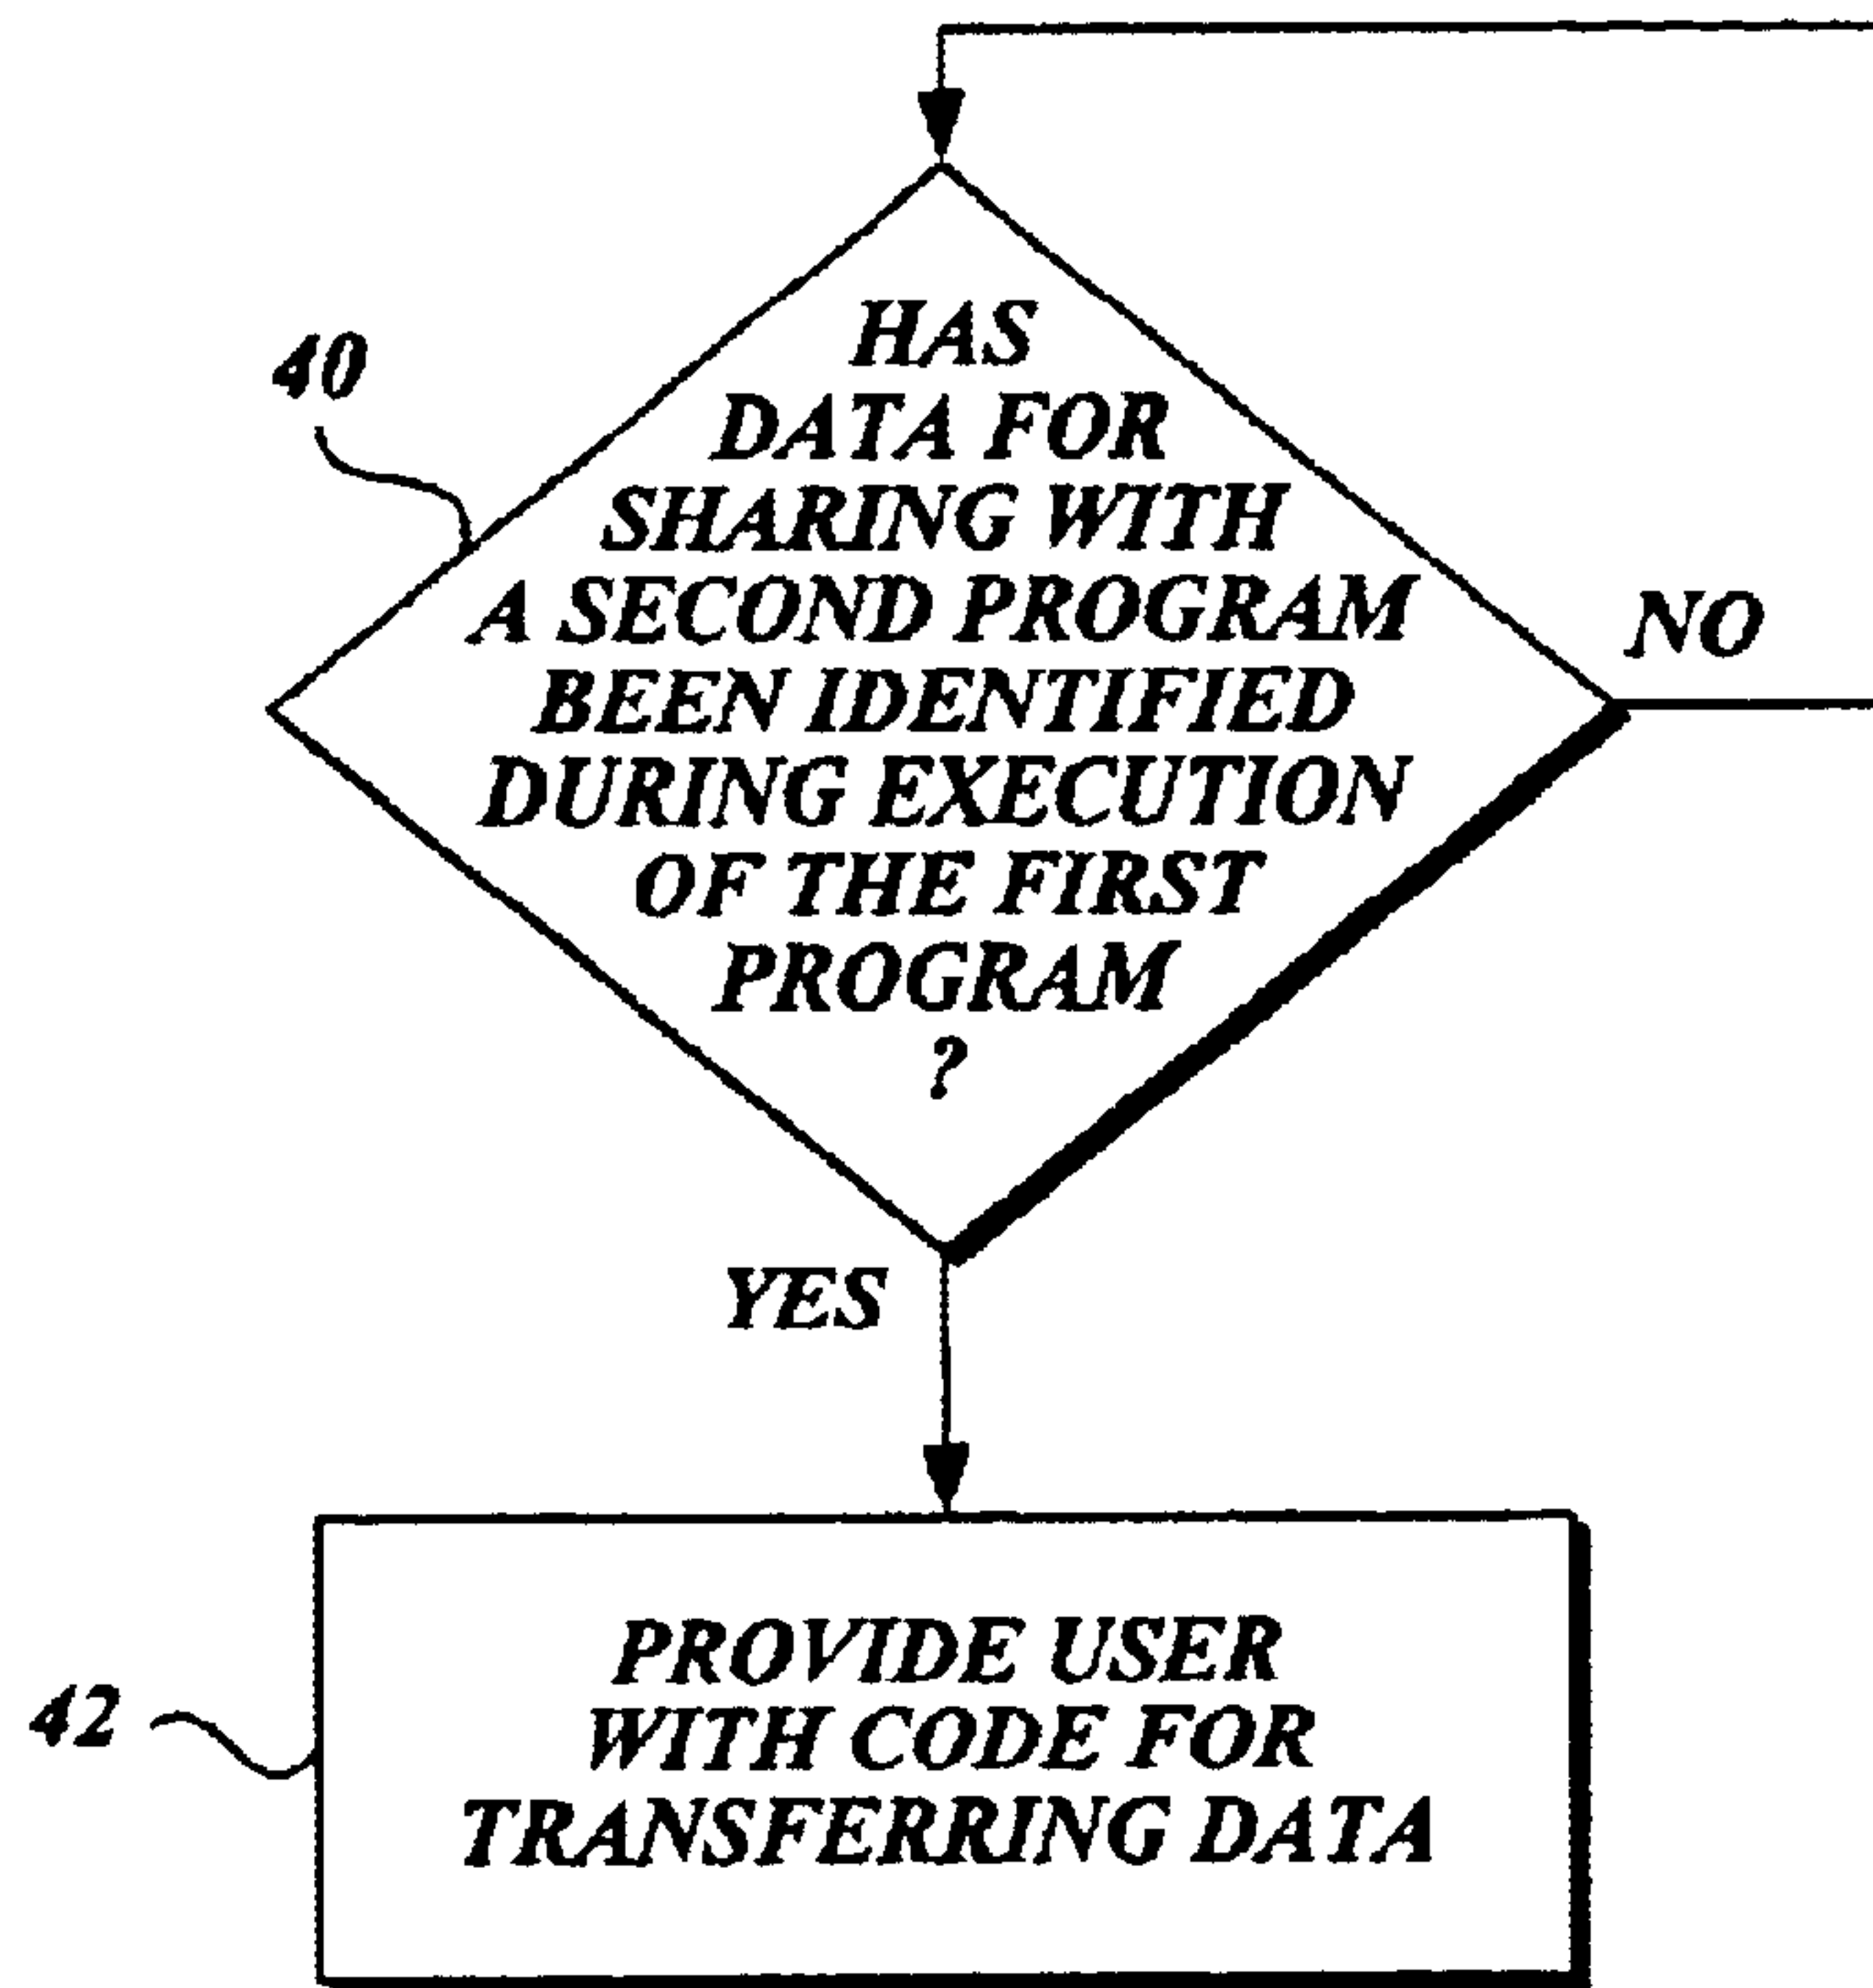 40
HAS
DATA FOR
SHARING WITH
A SECOND PROGRAM
BEEN IDENTIFIED
DURING EXECUTION
OF THE FIRST
PROGRAM
?
NO
YES
42
PROVIDE USER
WITH CODE FOR
TRANSFERRING DATA